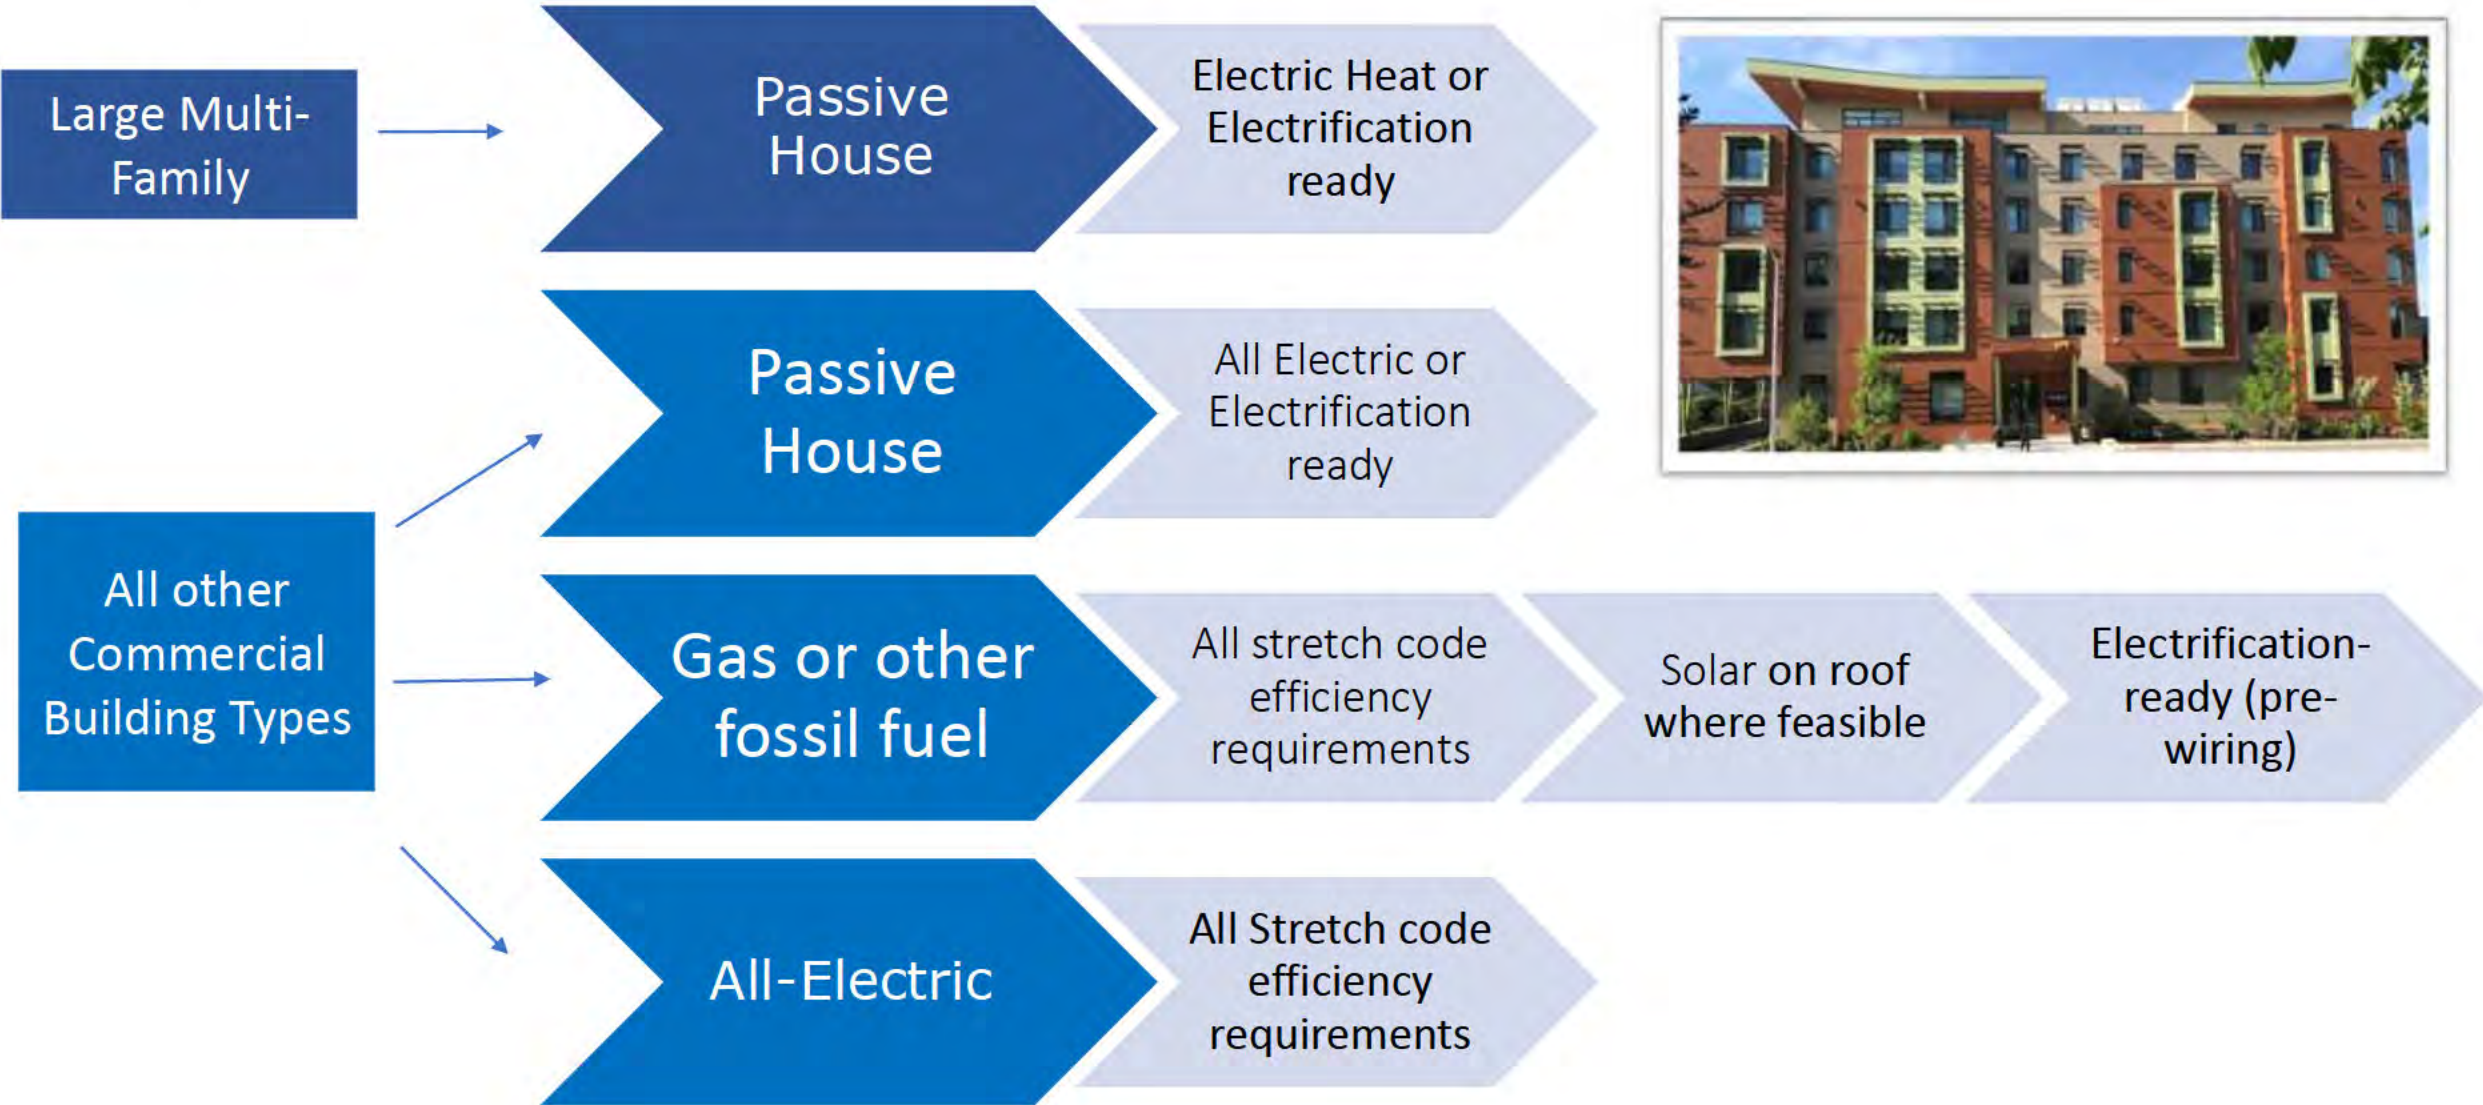 Large Multi-
Family
Passive
House
Electric Heat or
Electrification
ready
All other
Commercial
Building Types
Passive
House
All Electric or
Electrification
ready
Gas or other
fossil fuel
All stretch code
efficiency
requirements
Solar on roof
where feasible
Electrification-
ready (pre-
wiring)
All-Electric
All Stretch code
efficiency
requirements